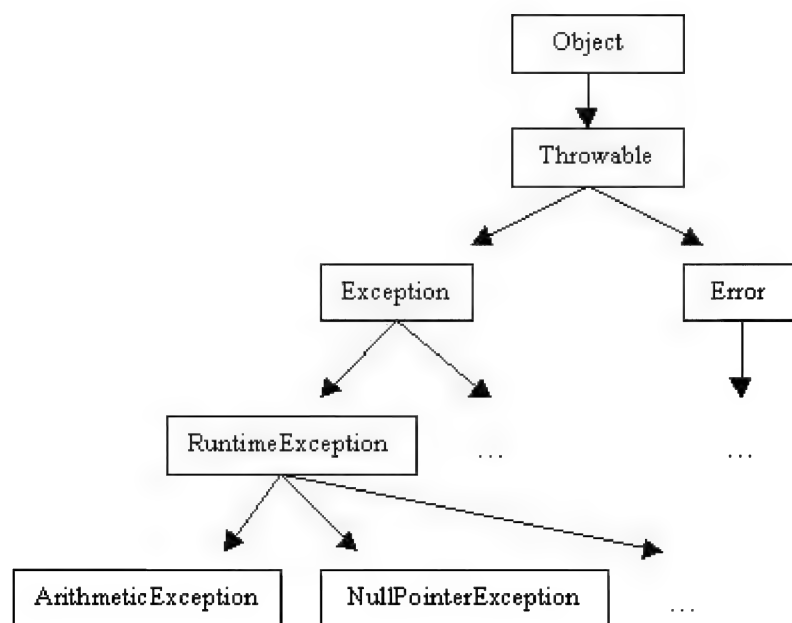 Object
Throwable
Exception
Error
RuntimeException
...
...
ArithmeticException
NullPointerException
...